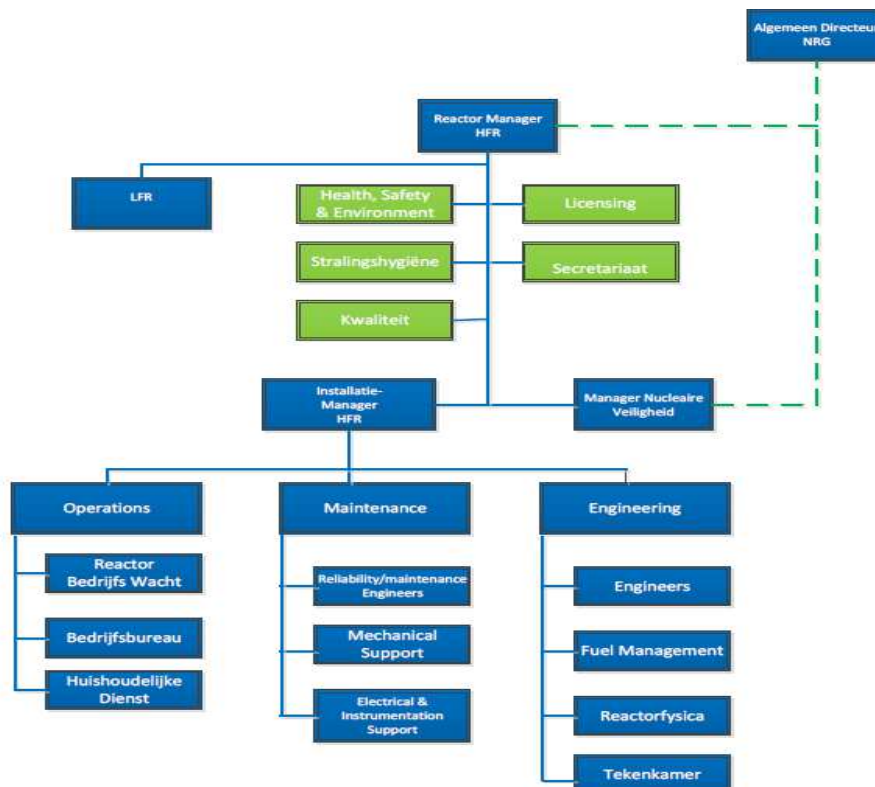 Algemeen Directeur
NRG
Reactor Manager
HFR
LFR
Health, Safety
& Environment
Licensing
Stralingshygiëne
Secretariaat
Kwaliteit
Installatie-
Manager
HFR
Manager Nucleaire
Veiligheid
Operations
Maintenance
Engineering
Reactor
Bedrijfs Wacht
Reliability/maintenance
Engineers
Engineers
Bedrijfsbureau
Mechanical
Support
Fuel Management
Huishoudelijke
Dienst
Electrical &
Instrumentation
Support
Reactorfysica
Tekenkamer